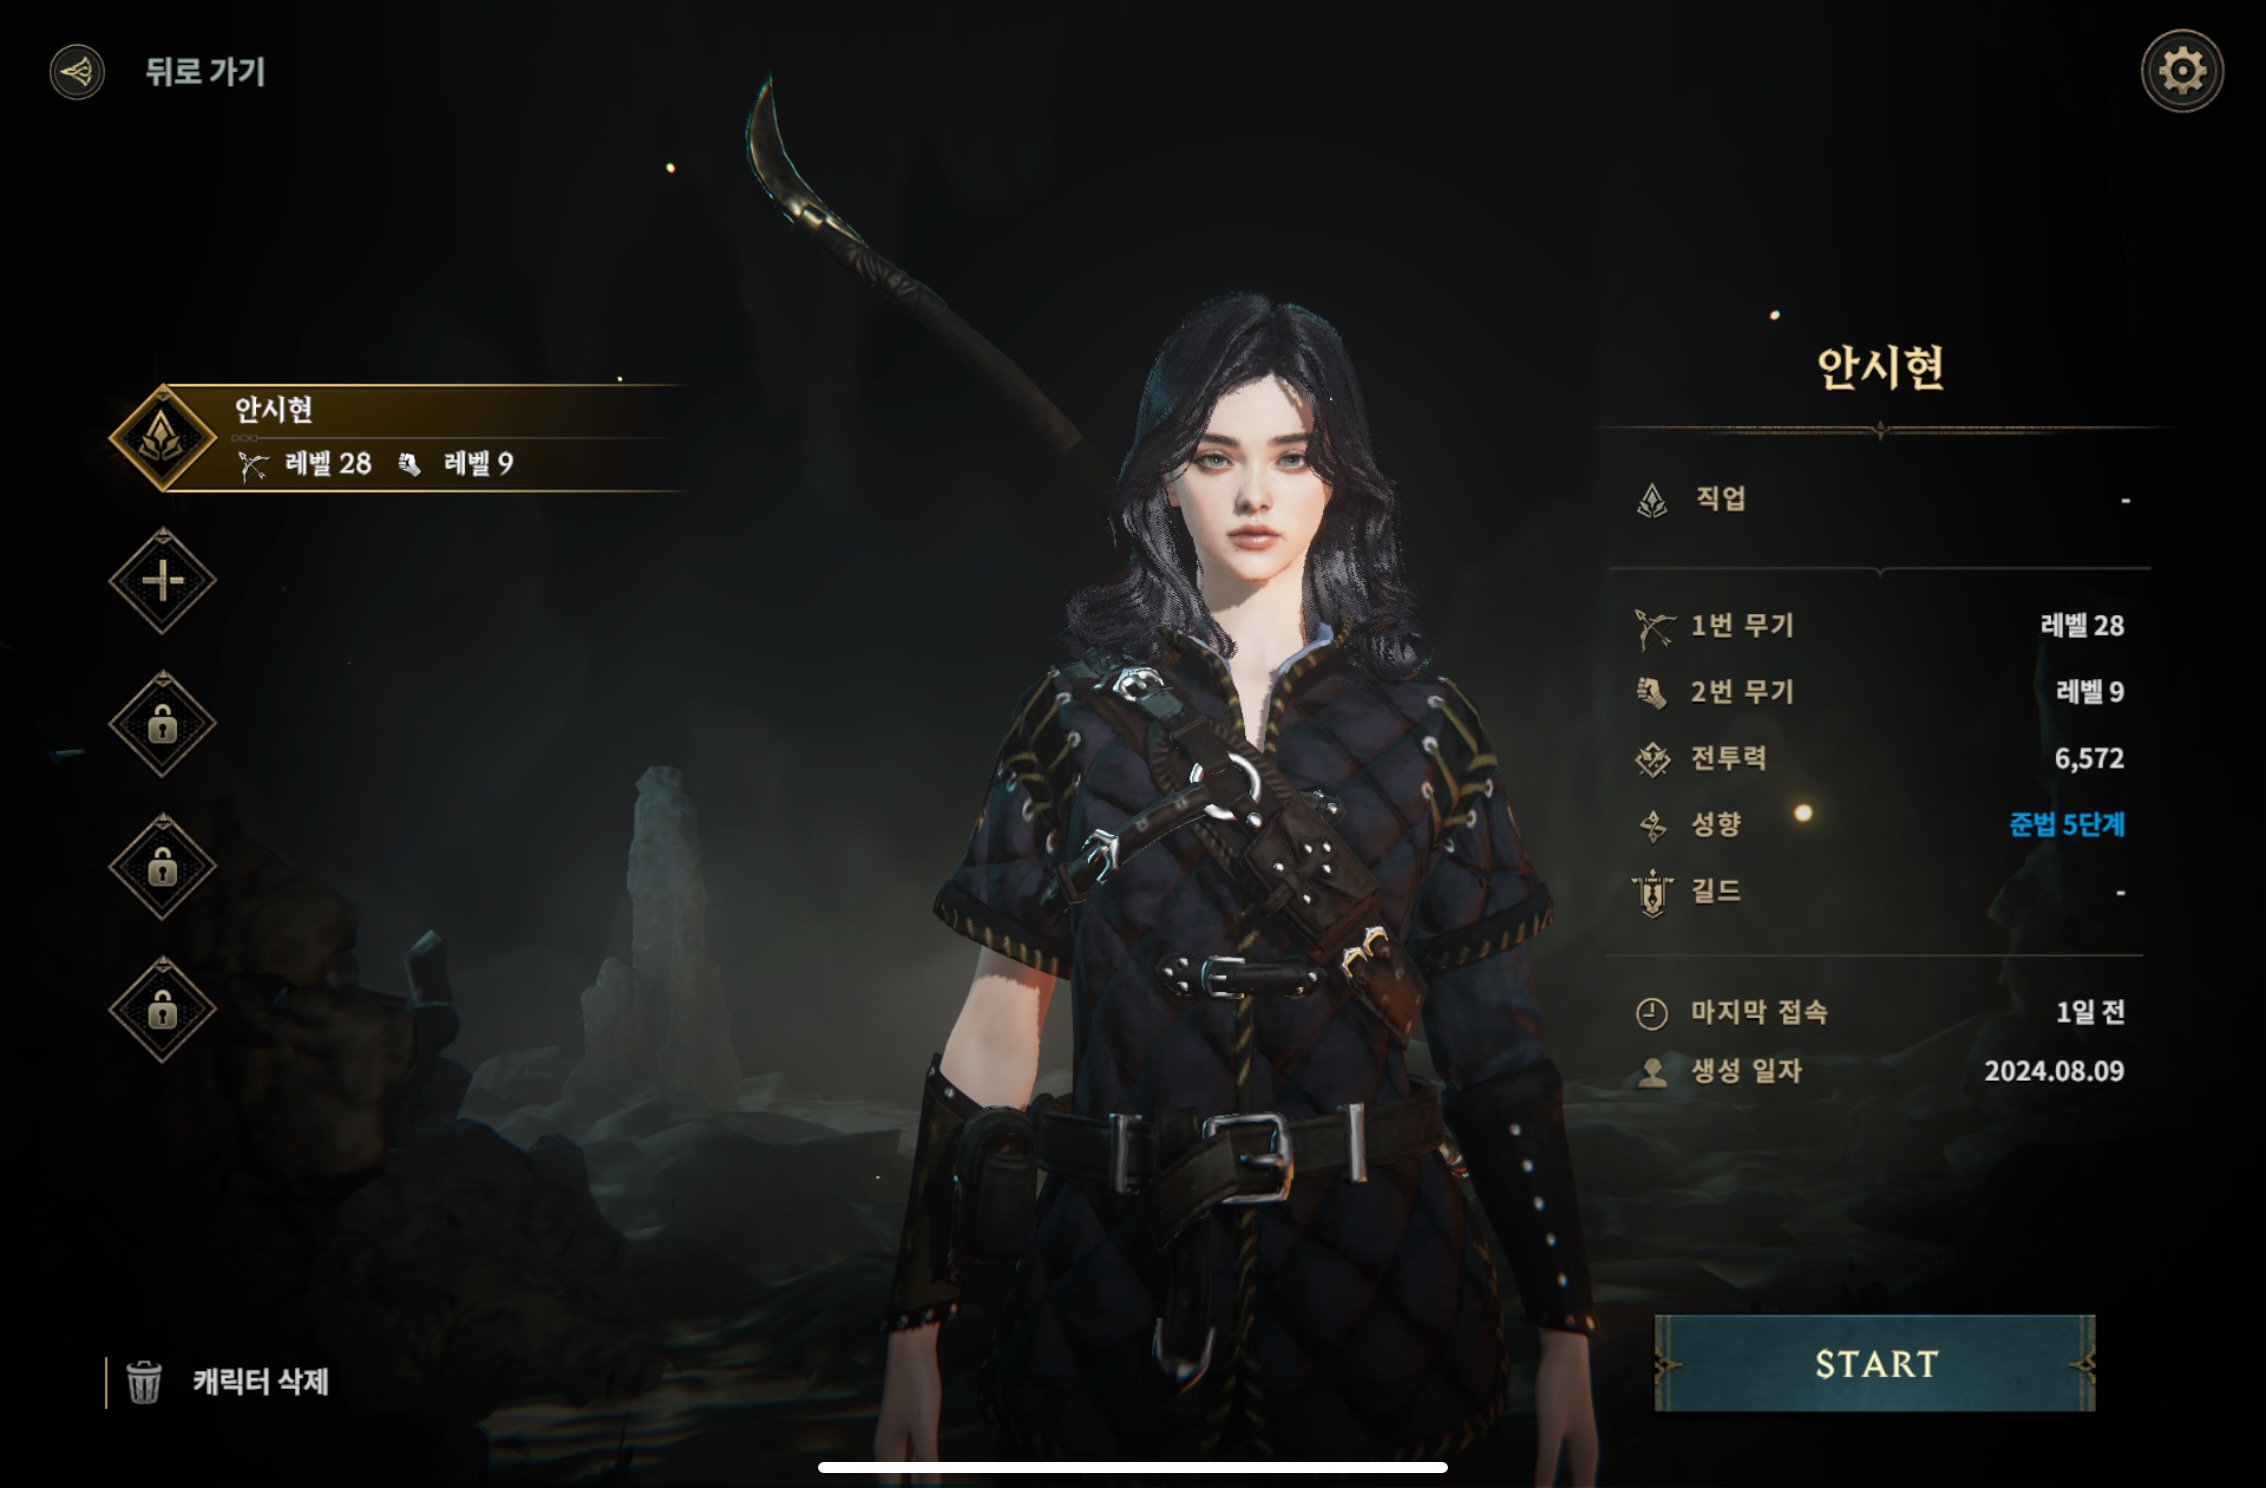 뒤로 가기
안시현
레벨 28 레벨 9
캐릭터 삭제
안시현
직업 -
1번 무기 레벨 28
2번 무기 레벨 9
전투력 6,572
성향 준법 5단계
길드 -
마지막 접속 1일 전
생성 일자 2024.08.09
START